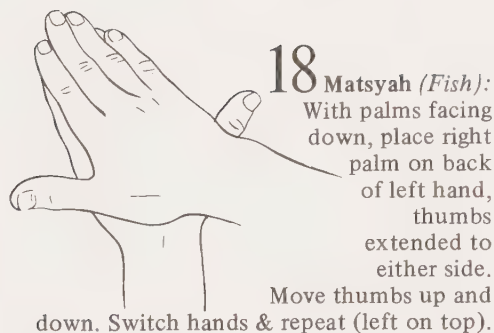 18 Matsyah (Fish):
With palms facing
down, place right
palm on back
of left hand,
thumbs
extended to
either side.
Move thumbs up and
down. Switch hands & repeat (left on top).